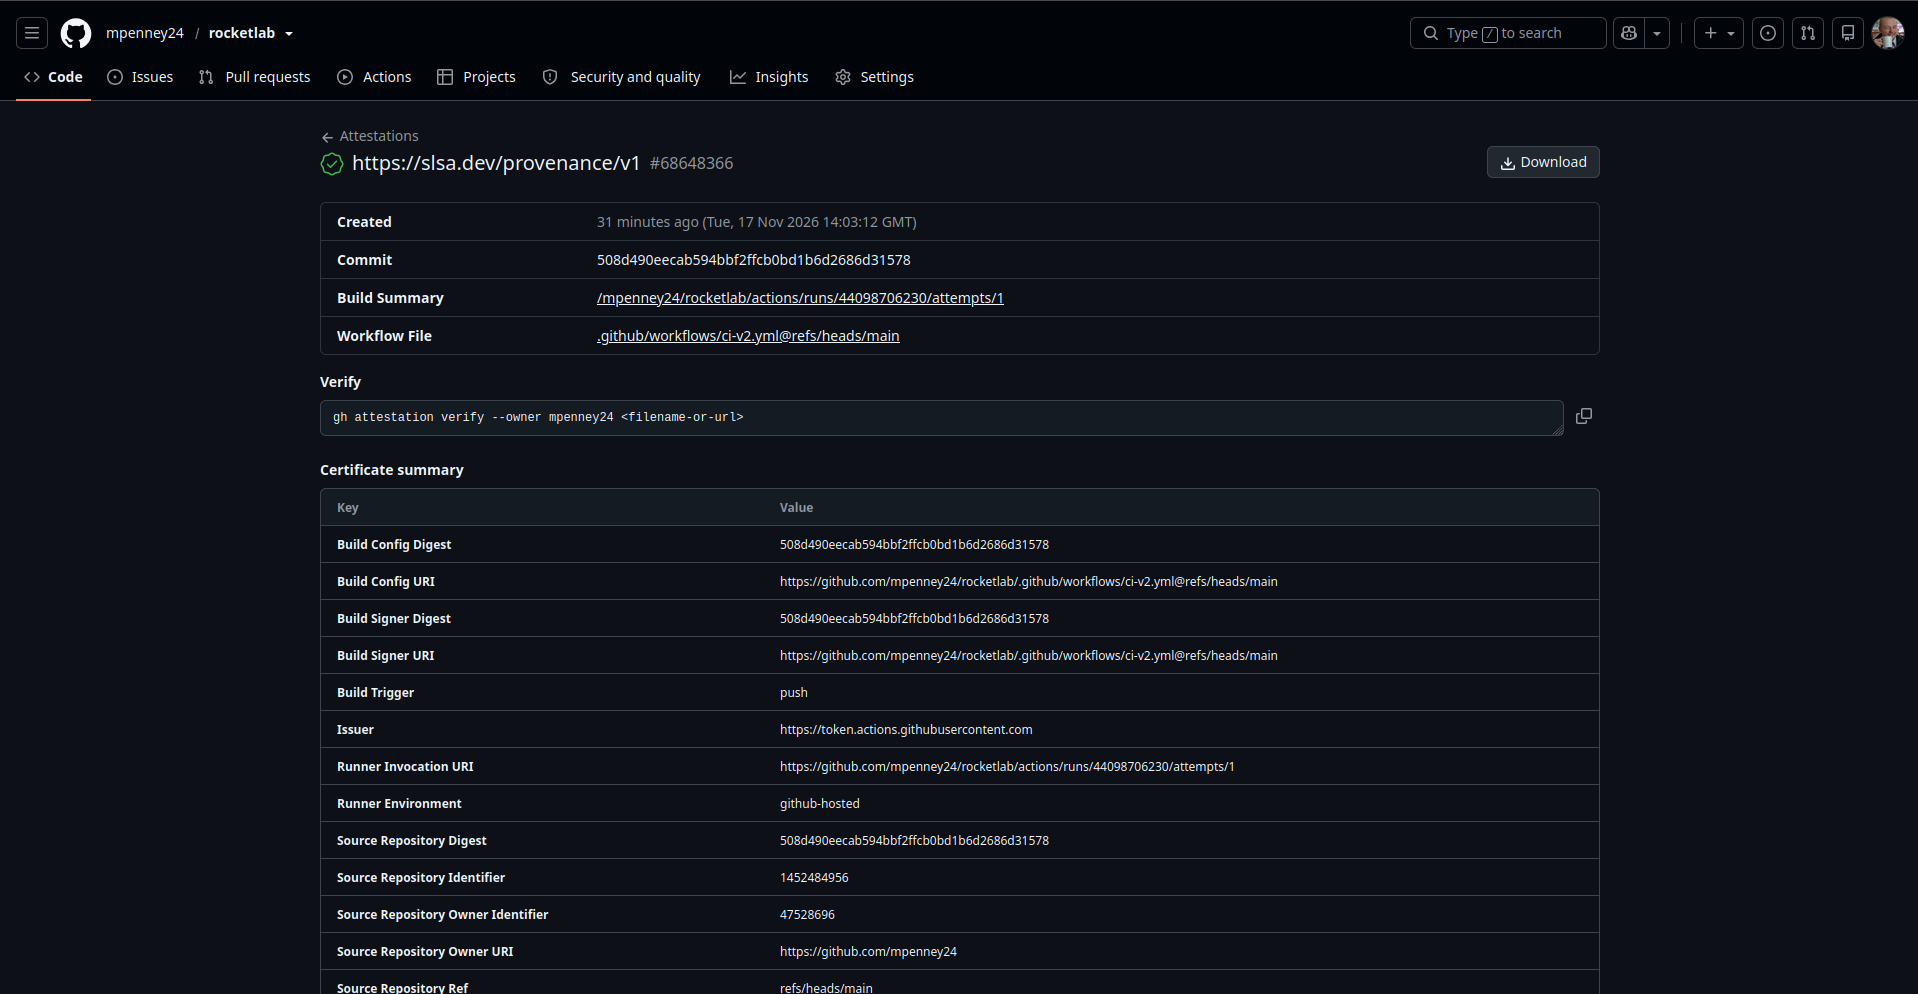 mpenney24 / rocketlab
Type / to search
Code
Issues
Pull requests
Actions
Projects
Security and quality
Insights
Settings
Attestations
https://slsa.dev/provenance/v1 #68648366
Download
Created 31 minutes ago (Tue, 17 Nov 2026 14:03:12 GMT)
Commit 508d490eecab594bbf2ffcb0bd1b6d2686d31578
Build Summary /mpenney24/rocketlab/actions/runs/44098706230/attempts/1
Workflow File .github/workflows/ci-v2.yml@refs/heads/main
Verify
gh attestation verify --owner mpenney24 <filename-or-url>
Certificate summary
Key Value
Build Config Digest 508d490eecab594bbf2ffcb0bd1b6d2686d31578
Build Config URI https://github.com/mpenney24/rocketlab/.github/workflows/ci-v2.yml@refs/heads/main
Build Signer Digest 508d490eecab594bbf2ffcb0bd1b6d2686d31578
Build Signer URI https://github.com/mpenney24/rocketlab/.github/workflows/ci-v2.yml@refs/heads/main
Build Trigger push
Issuer https://token.actions.githubusercontent.com
Runner Invocation URI https://github.com/mpenney24/rocketlab/actions/runs/44098706230/attempts/1
Runner Environment github-hosted
Source Repository Digest 508d490eecab594bbf2ffcb0bd1b6d2686d31578
Source Repository Identifier 1452484956
Source Repository Owner Identifier 47528696
Source Repository Owner URI https://github.com/mpenney24
Source Repository Ref refs/heads/main